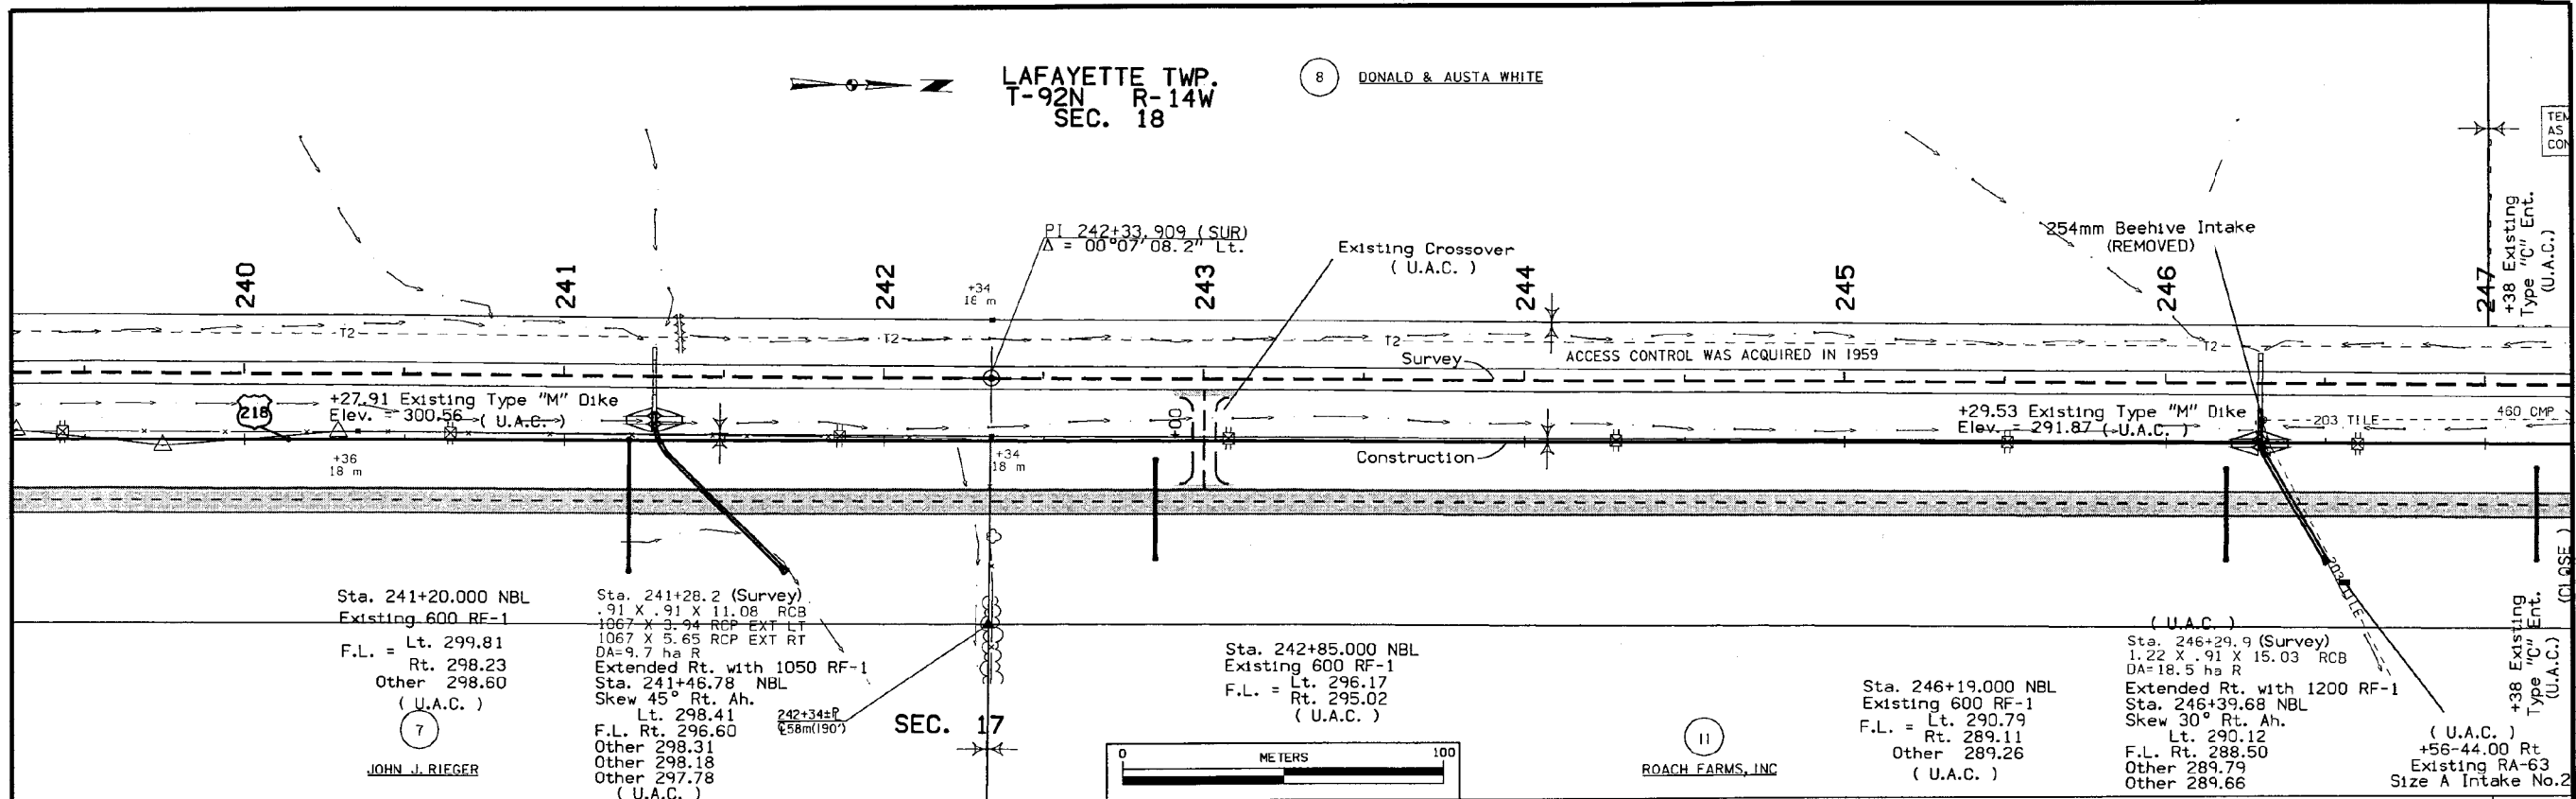 LAFAYETTE TWP.
T-92N R-14W
SEC. 18
8 DONALD & AUSTA WHITE
TEM
AS
CON
PI 242+33.909 (SUR)
Δ = 00°07'08.2" Lt.
Existing Crossover
( U.A.C. )
254mm Beehive Intake
(REMOVED)
+38 Existing
Type "C" Ent.
(U.A.C.)
240
241
242
243
244
245
246
247
+34
18 m
T2
T2
T2
T2
T2
Survey
ACCESS CONTROL WAS ACQUIRED IN 1959
218
+27.91 Existing Type "M" Dike
Elev. = 300.56 ( U.A.C. )
+00
+29.53 Existing Type "M" Dike
Elev. = 291.87 ( U.A.C. )
203 TILE
460 CMP
+36
18 m
+34
18 m
Construction
203 TILE
(CLOSE )
Sta. 241+20.000 NBL
Existing 600 RF-1
F.L. = Lt. 299.81
Rt. 298.23
Other 298.60
( U.A.C. )
7
JOHN J. RIEGER
Sta. 241+28.2 (Survey)
.91 X .91 X 11.08 RCB
1067 X 3.94 RCP EXT LT
1067 X 5.65 RCP EXT RT
DA=9.7 ha R
Extended Rt. with 1050 RF-1
Sta. 241+46.78 NBL
Skew 45° Rt. Ah.
Lt. 298.41
F.L. Rt. 296.60
Other 298.31
Other 298.18
Other 297.78
( U.A.C. )
242+34±
58m(190')
SEC. 17
Sta. 242+85.000 NBL
Existing 600 RF-1
F.L. = Lt. 296.17
Rt. 295.02
( U.A.C. )
0 METERS 100
11
ROACH FARMS, INC
Sta. 246+19.000 NBL
Existing 600 RF-1
F.L. = Lt. 290.79
Rt. 289.11
Other 289.26
( U.A.C. )
( U.A.C. )
Sta. 246+29.9 (Survey)
1.22 X .91 X 15.03 RCB
DA=18.5 ha R
Extended Rt. with 1200 RF-1
Sta. 246+39.68 NBL
Skew 30° Rt. Ah.
Lt. 290.12
F.L. Rt. 288.50
Other 289.79
Other 289.66
+38 Existing
Type "C" Ent.
(U.A.C.)
( U.A.C. )
+56-44.00 Rt
Existing RA-63
Size A Intake No.2